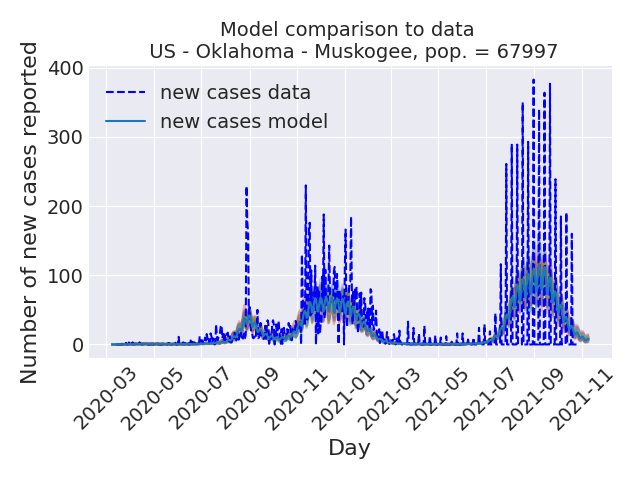 Model comparison to data
US - Oklahoma - Muskogee, pop. = 67997
Number of new cases reported
400
300
200
100
0
new cases data
new cases model
2020-03
2020-05
2020-07
2020-09
2020-11
2021-01
2021-03
2021-05
2021-07
2021-09
2021-11
Day